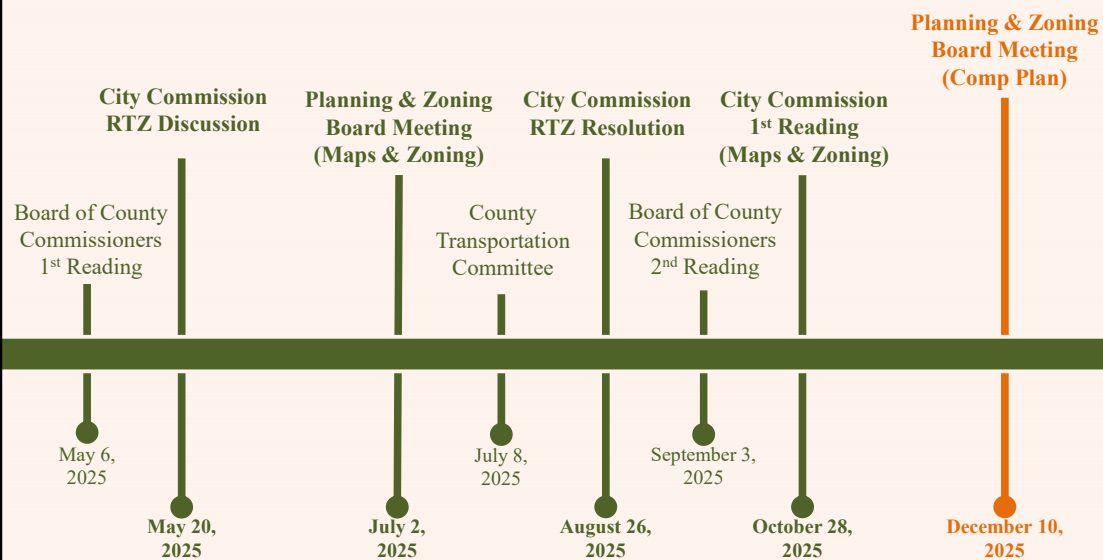 Planning & Zoning
Board Meeting
(Comp Plan)
City Commission
RTZ Discussion
Planning & Zoning
Board Meeting
(Maps & Zoning)
City Commission
RTZ Resolution
City Commission
1st Reading
(Maps & Zoning)
Board of County
Commissioners
1st Reading
County
Transportation
Committee
Board of County
Commissioners
2nd Reading
May 6,
2025
July 8,
2025
September 3,
2025
May 20,
2025
July 2,
2025
August 26,
2025
October 28,
2025
December 10,
2025